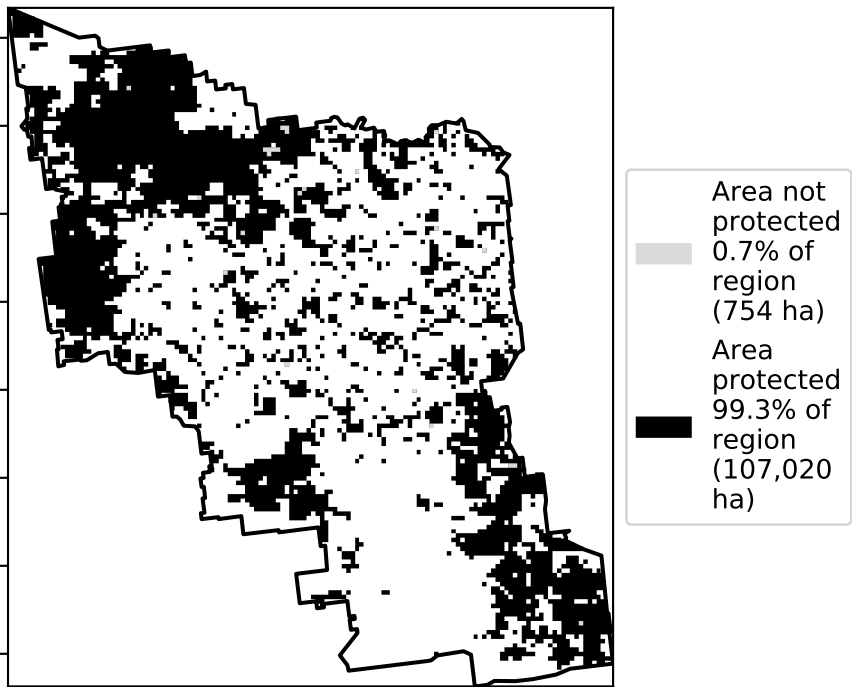 Area not
protected
0.7% of
region
(754 ha)
Area
protected
99.3% of
region
(107,020
ha)